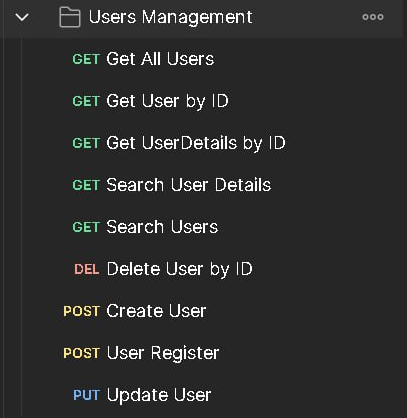 Users Management
GET Get All Users
GET Get User by ID
GET Get UserDetails by ID
GET Search User Details
GET Search Users
DEL Delete User by ID
POST Create User
POST User Register
PUT Update User